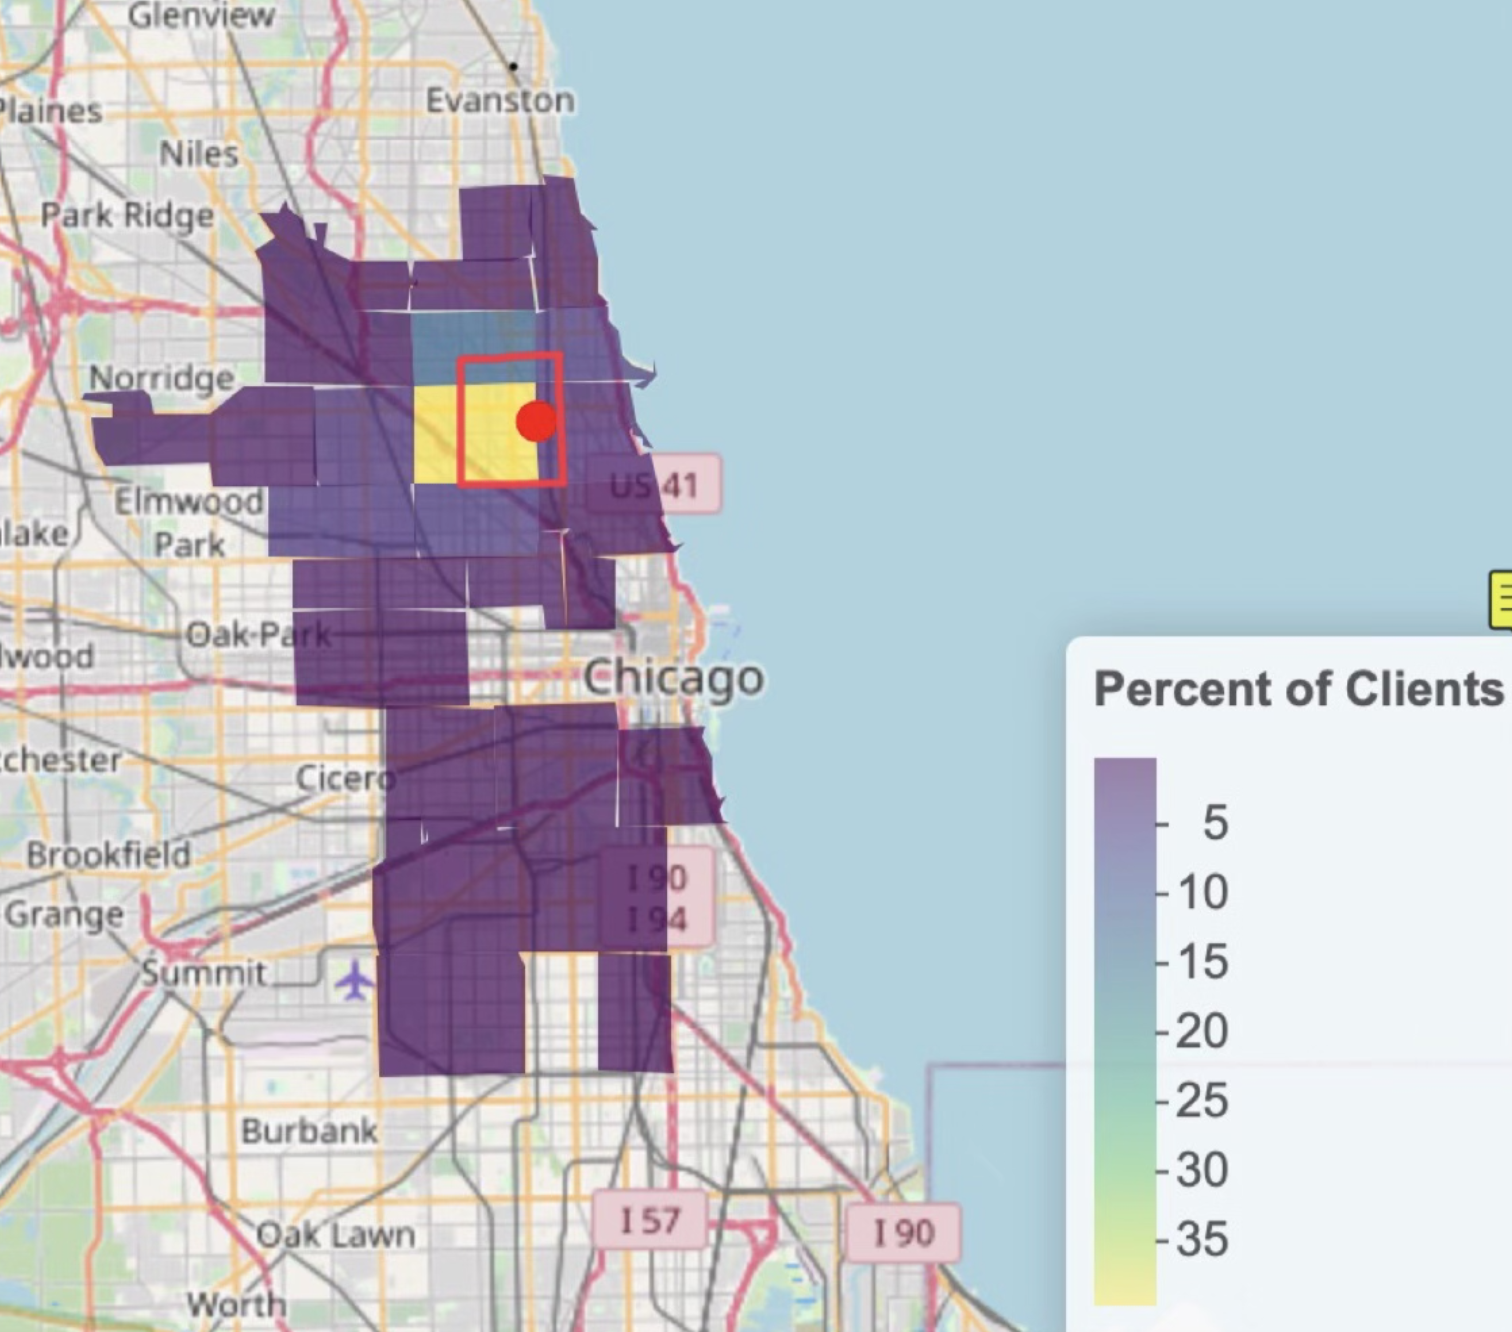 Glenview
Evanston
Plaines
Niles
Park Ridge
Norridge
US 41
Elmwood
Park
lake
Oak Park
lwood
Chicago
Percent of Clients
chester
Cicero
5
Brookfield
I 90
10
Grange
I 94
15
Summit
20
25
Burbank
30
I 57
I 90
35
Oak Lawn
Worth